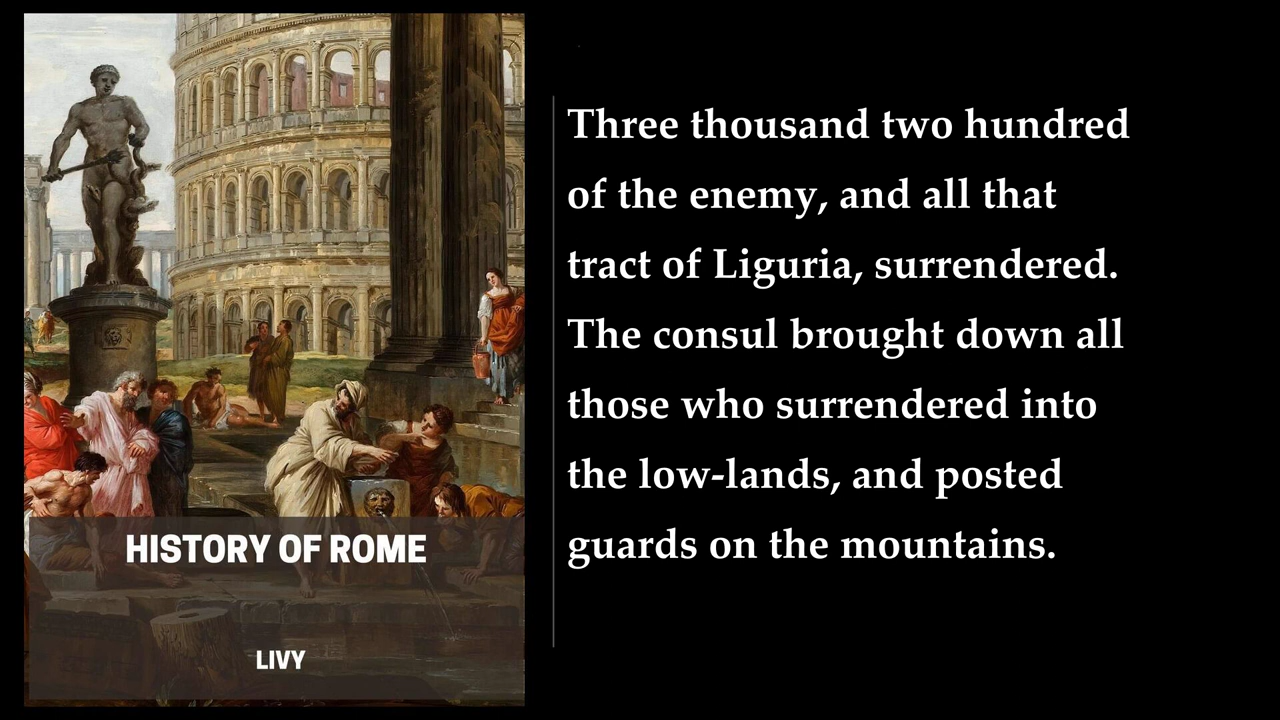 HISTORY OF ROME
LIVY
Three thousand two hundred
of the enemy, and all that
tract of Liguria, surrendered.
The consul brought down all
those who surrendered into
the low-lands, and posted
guards on the mountains.